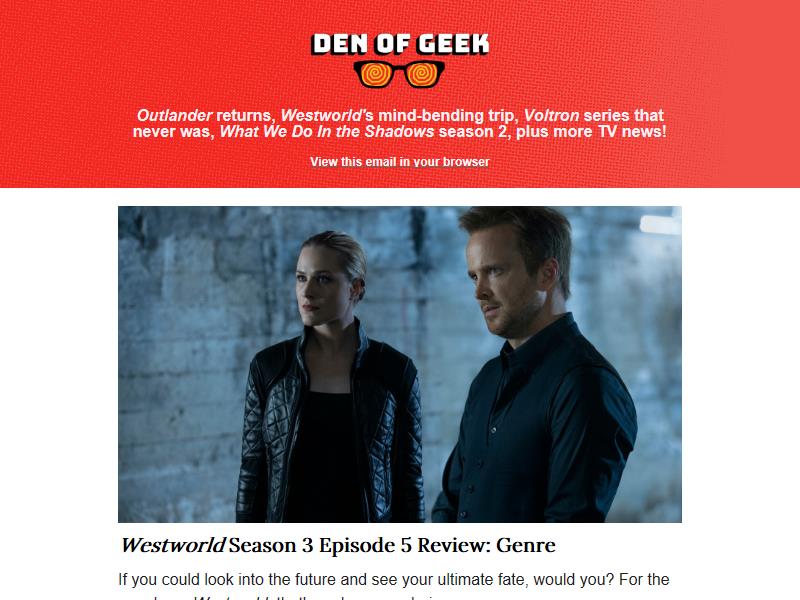 DEN OF GEEK
Outlander returns, Westworld's mind-bending trip, Voltron series that
never was, What We Do In the Shadows season 2, plus more TV news!
View this email in your browser
Westworld Season 3 Episode 5 Review: Genre
If you could look into the future and see your ultimate fate, would you? For the